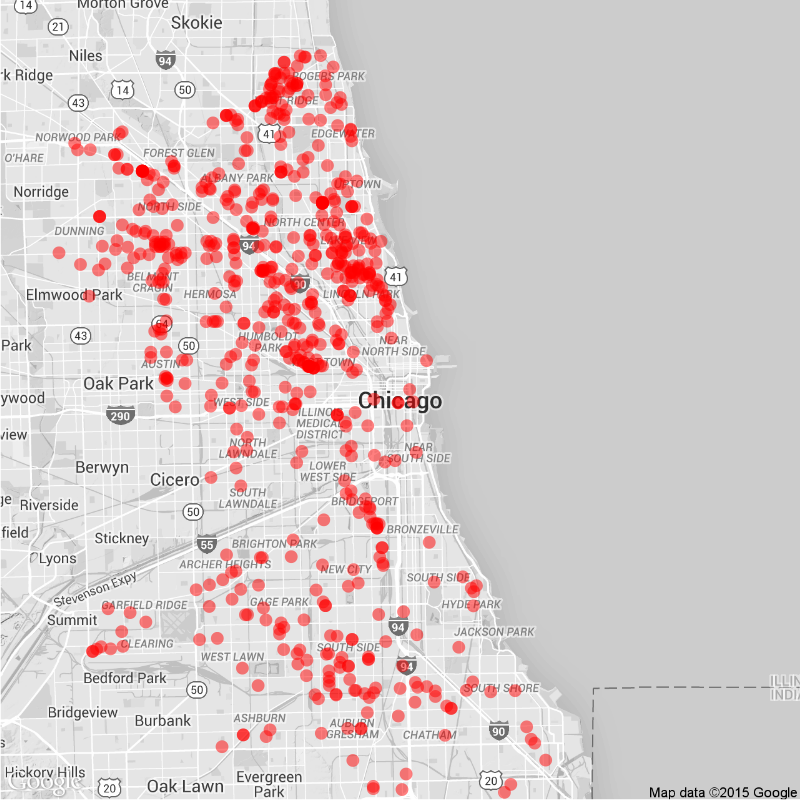 Morton Grove
14
21
Skokie
Niles
94
rk Ridge
ROGERS PARK
14
50
43
RIDGE
41
NORWOOD PARK
EDGEWATER
O'HARE
FOREST GLEN
ALBANY PARK
Norridge
UPTOWN
NORTH SIDE
NORTH CENTER
DUNNING
94
LAKEVIEW
BELMONT
CRAGIN
41
90
Elmwood Park
HERMOSA
LINCOLN PARK
64
43
HUMBOLDT
PARK
NEAR
NORTH SIDE
Park
50
AUSTIN
TOWN
Oak Park
ywood
WEST SIDE
Chicago
290
ILLINOIS
MEDICAL
DISTRICT
view
NORTH
LAWNDALE
NEAR
SOUTH SIDE
Berwyn
LOWER
WEST SIDE
Cicero
SOUTH
LAWNDALE
ge
Riverside
BRIDGEPORT
50
field
BRONZEVILLE
Stickney
55
BRIGHTON PARK
Lyons
ARCHER HEIGHTS
NEW CITY
SOUTH SIDE
Stevenson Expy
GARFIELD RIDGE
GAGE PARK
HYDE PARK
Summit
94
JACKSON PARK
CLEARING
SOUTH SIDE
WEST LAWN
94
Bedford Park
ILLIN
INDIA
50
SOUTH SHORE
Bridgeview
Burbank
ASHBURN
AUBURN
GRESHAM
CHATHAM
90
Hickory Hills
Google
20
Oak Lawn
Evergreen
Park
20
Map data ©2015 Google